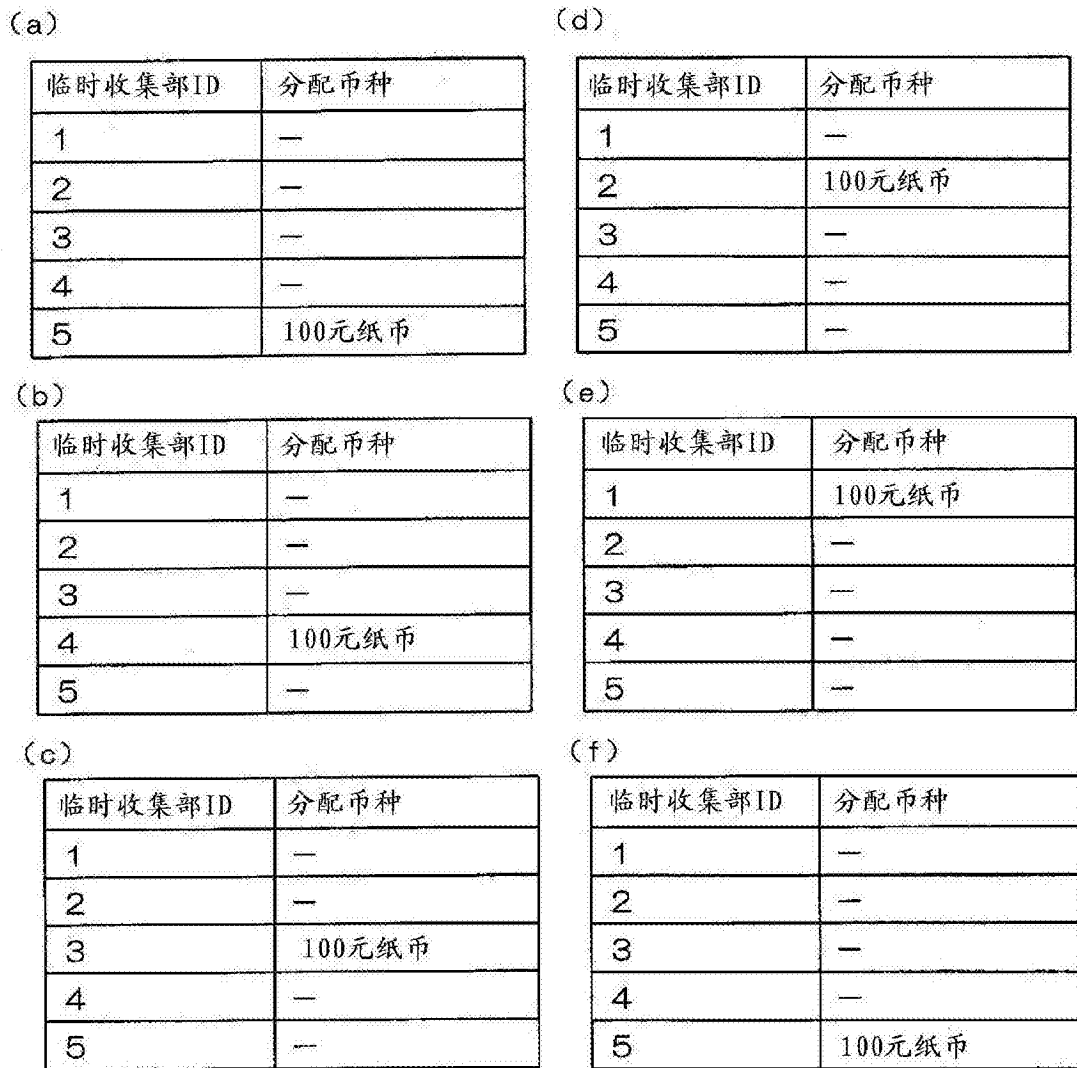 (a)
临时收集部ID 分配币种
1 —
2 —
3 —
4 —
5 100元纸币
(b)
临时收集部ID 分配币种
1 —
2 —
3 —
4 100元纸币
5 —
(c)
临时收集部ID 分配币种
1 —
2 —
3 100元纸币
4 —
5 —
(d)
临时收集部ID 分配币种
1 —
2 100元纸币
3 —
4 —
5 —
(e)
临时收集部ID 分配币种
1 100元纸币
2 —
3 —
4 —
5 —
(f)
临时收集部ID 分配币种
1 —
2 —
3 —
4 —
5 100元纸币